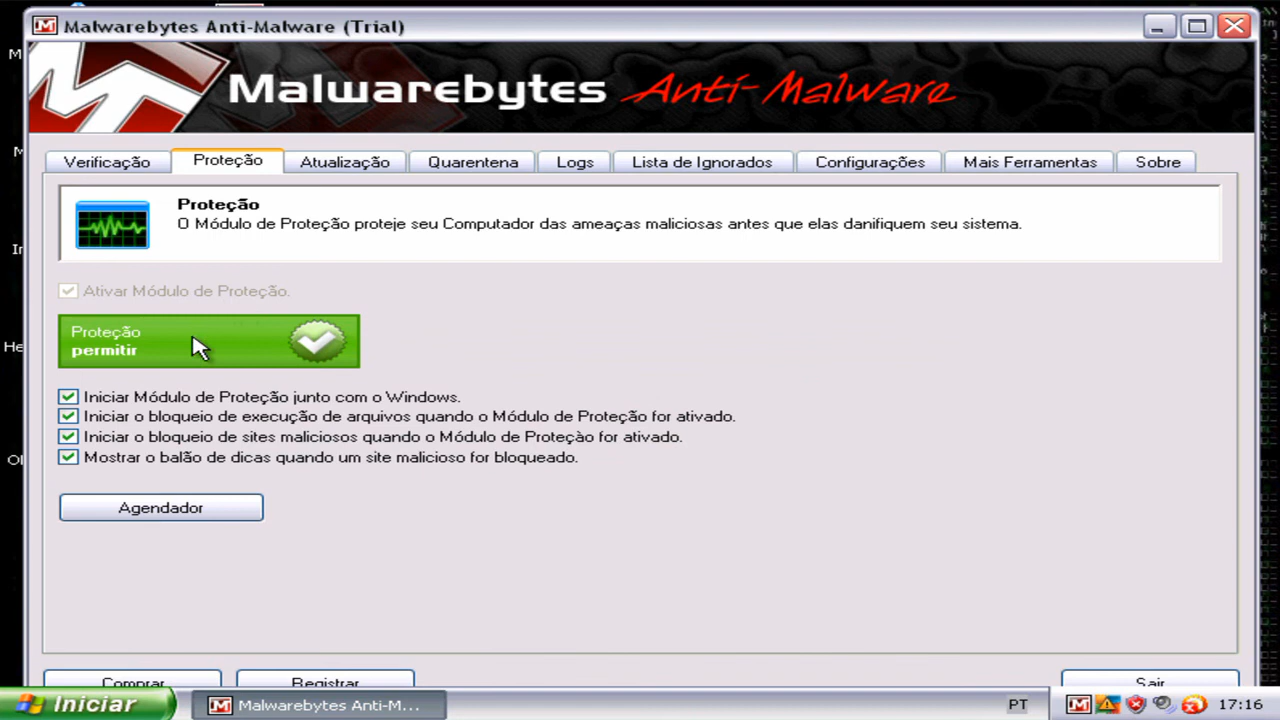 Malwarebytes Anti-Malware (Trial)
Malwarebytes Anti-Malware
Verificação Proteção Atualização Quarentena Logs Lista de Ignorados Configurações Mais Ferramentas Sobre
Proteção
O Módulo de Proteção proteje seu Computador das ameaças maliciosas antes que elas danifiquem seu sistema.
Ativar Módulo de Proteção.
Proteção
permitir
Iniciar Módulo de Proteção junto com o Windows.
Iniciar o bloqueio de execução de arquivos quando o Módulo de Proteção for ativado.
Iniciar o bloqueio de sites maliciosos quando o Módulo de Proteção for ativado.
Mostrar o balão de dicas quando um site malicioso for bloqueado.
Agendador
Comprar Registrar Sair
Iniciar Malwarebytes Anti-M... PT 17:16